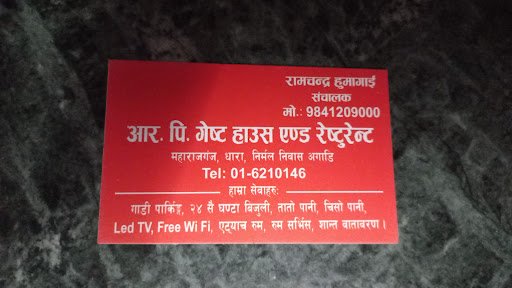 रामचन्द्र हुमागाई
संचालक
मो.: 9841209000
आर. पि. गेष्ट हाउस एण्ड रेष्टुरेन्ट
महाराजगंज, धारा, निर्मल निवास अगाडि
Tel: 01-6210146
हाम्रा सेवाहरु:
गाडी पार्किङ्ग, २४ सै घण्टा बिजुली, तातो पानी, चिसो पानी,
Led TV, Free Wi Fi, एट्याच रुम, रुम सर्भिस, शान्त वातावरण ।